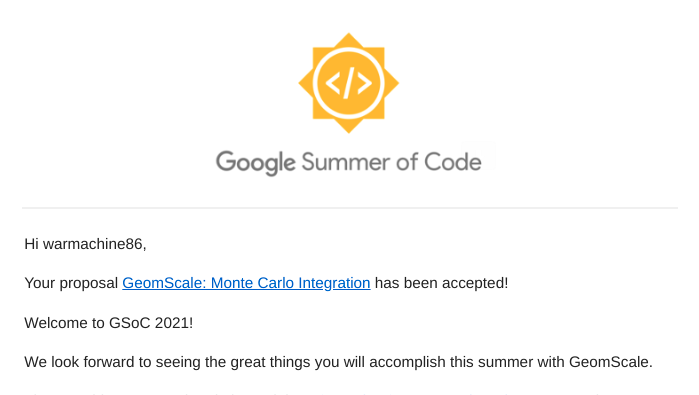 </>
Google Summer of Code
Hi warmachine86,
Your proposal GeomScale: Monte Carlo Integration has been accepted!
Welcome to GSoC 2021!
We look forward to seeing the great things you will accomplish this summer with GeomScale.